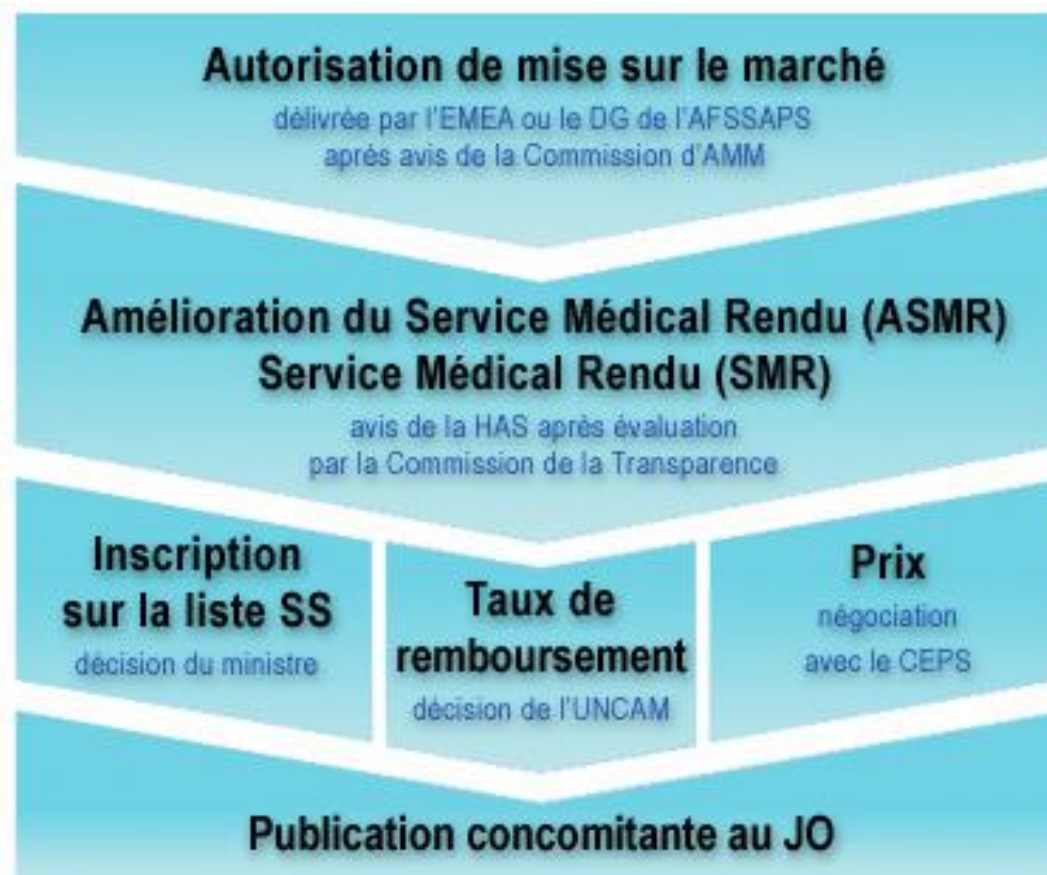 Autorisation de mise sur le marché
délivrée par l'EMEA ou le DG de l'AFSSAPS
après avis de la Commission d'AMM
Amélioration du Service Médical Rendu (ASMR)
Service Médical Rendu (SMR)
avis de la HAS après évaluation
par la Commission de la Transparence
Inscription
sur la liste SS
décision du ministre
Taux de
remboursement
décision de l'UNCAM
Prix
négociation
avec le CEPS
Publication concomitante au JO